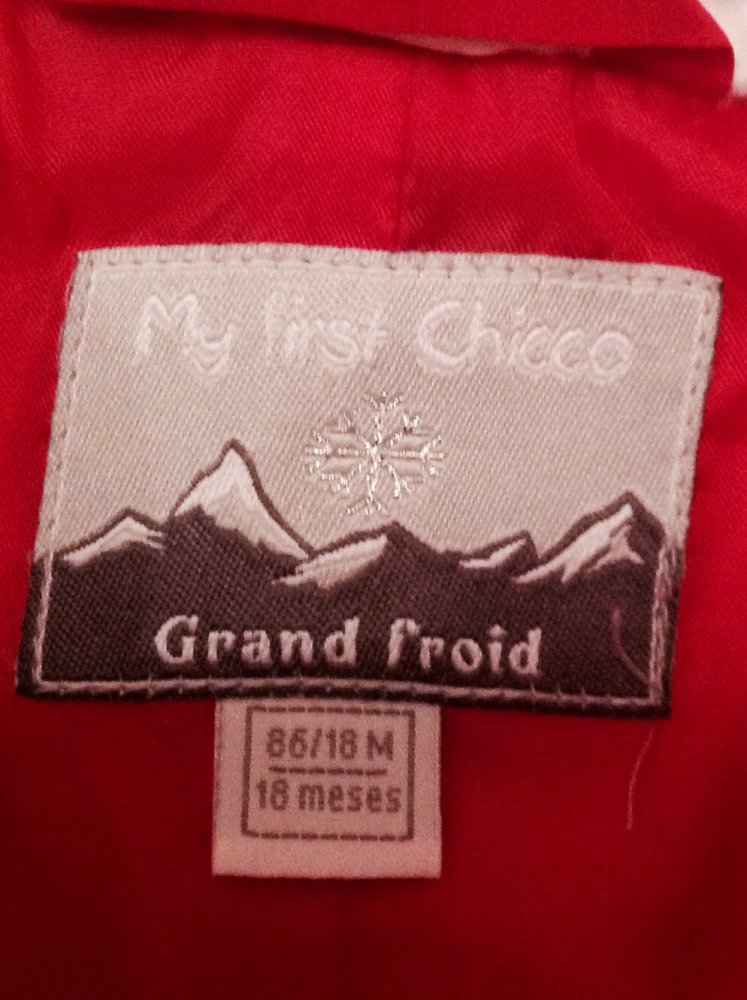 My first Chicco
Grand froid
86/18 M
18 meses